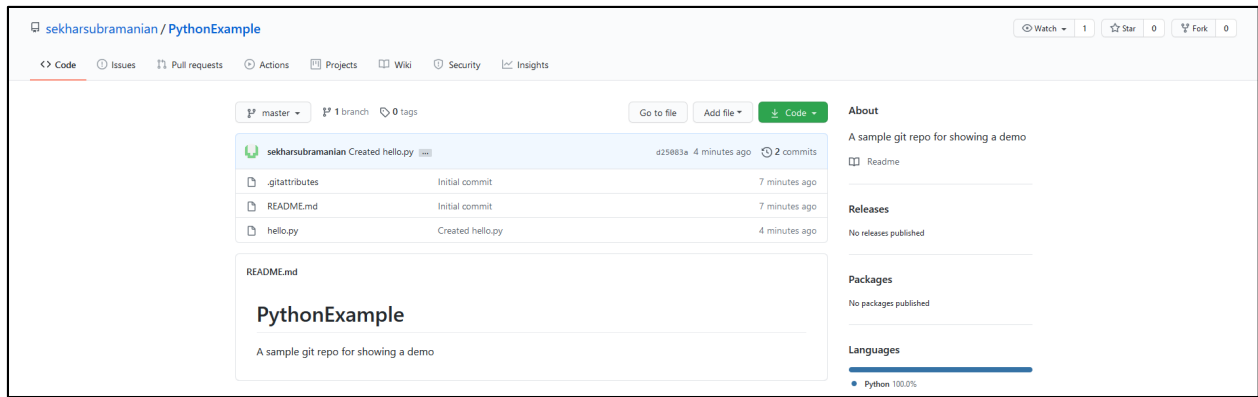 sekharsubramanian / PythonExample
Watch 1 Star 0 Fork 0
Code Issues Pull requests Actions Projects Wiki Security Insights
master 1 branch 0 tags Go to file Add file Code
sekharsubramanian Created hello.py ... d25083a 4 minutes ago 2 commits
.gitattributes Initial commit 7 minutes ago
README.md Initial commit 7 minutes ago
hello.py Created hello.py 4 minutes ago
README.md
PythonExample
A sample git repo for showing a demo
About
A sample git repo for showing a demo
Readme
Releases
No releases published
Packages
No packages published
Languages
Python 100.0%